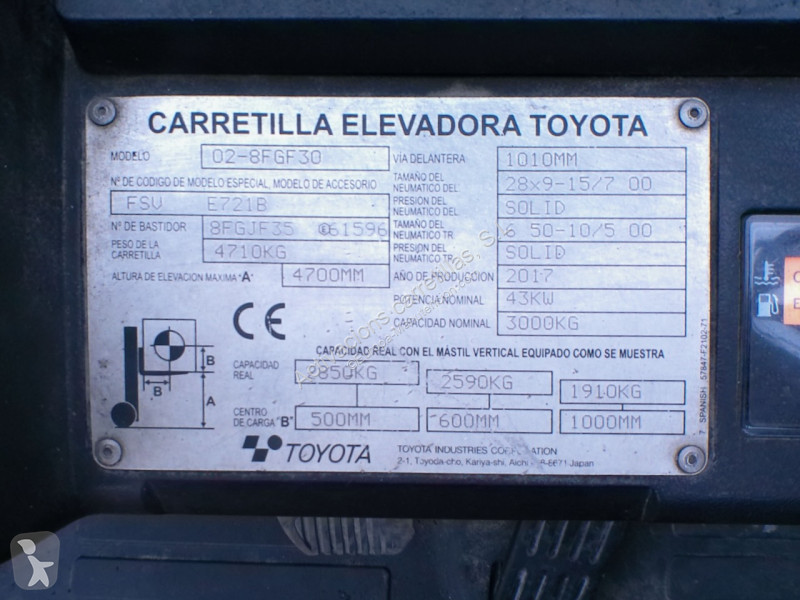 CARRETILLA ELEVADORA TOYOTA
MODELO 02-8FGF30
Nº DE CODIGO DE MODELO ESPECIAL, MODELO DE ACCESORIO
FSV E721B
Nº DE BASTIDOR 8FGJF35 61596
PESO DE LA CARRETILLA 4710KG
ALTURA DE ELEVACION MAXIMA "A" 4700MM
VIA DELANTERA 1010MM
TAMAÑO DEL NEUMATICO DEL. 28x9-15/7 00
PRESION DEL NEUMATICO DEL. SOLID
TAMAÑO DEL NEUMATICO TR. 6 50-10/5 00
PRESION DEL NEUMATICO TR. SOLID
AÑO DE PRODUCCION 2017
POTENCIA NOMINAL 43KW
CAPACIDAD NOMINAL 3000KG
CE
B
B
A
CAPACIDAD REAL CON EL MÁSTIL VERTICAL EQUIPADO COMO SE MUESTRA
CAPACIDAD REAL 2850KG 2590KG 1910KG
CENTRO DE CARGA "B" 500MM 600MM 1000MM
TOYOTA
TOYOTA INDUSTRIES CORPORATION
2-1, Toyoda-cho, Kariya-shi, Aichi Japan
SPANISH 57847-F2102-71